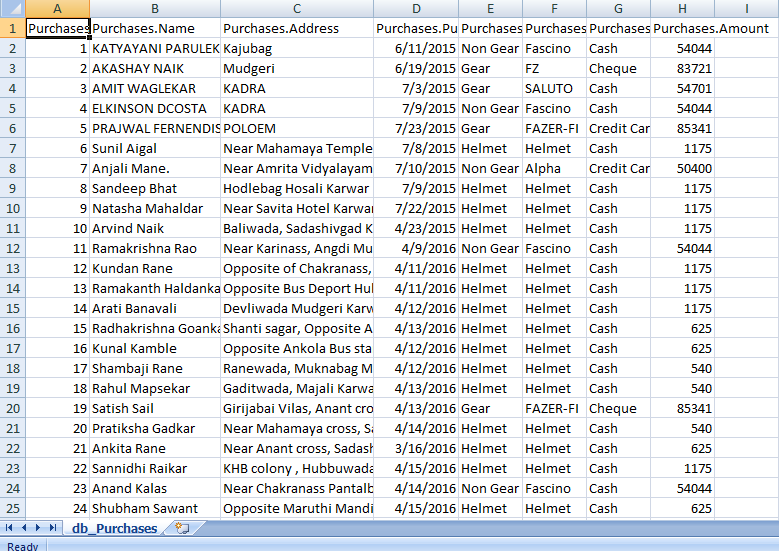 A B C D E F G H I
1 Purchases Purchases.Name Purchases.Address Purchases.Pu Purchases Purchases Purchases Purchases.Amount
2 1 KATYAYANI PARULEK Kajubag 6/11/2015 Non Gear Fascino Cash 54044
3 2 AKASHAY NAIK Mudgeri 6/19/2015 Gear FZ Cheque 83721
4 3 AMIT WAGLEKAR KADRA 7/3/2015 Gear SALUTO Cash 54701
5 4 ELKINSON DCOSTA KADRA 7/9/2015 Non Gear Fascino Cash 54044
6 5 PRAJWAL FERNENDIS POLOEM 7/23/2015 Gear FAZER-FI Credit Car 85341
7 6 Sunil Aigal Near Mahamaya Temple 7/8/2015 Helmet Helmet Cash 1175
8 7 Anjali Mane. Near Amrita Vidyalayam 7/10/2015 Non Gear Alpha Credit Car 50400
9 8 Sandeep Bhat Hodlebag Hosali Karwar 7/9/2015 Helmet Helmet Cash 1175
10 9 Natasha Mahaldar Near Savita Hotel Karwar 7/22/2015 Helmet Helmet Cash 1175
11 10 Arvind Naik Baliwada, Sadashivgad K 4/23/2015 Helmet Helmet Cash 1175
12 11 Ramakrishna Rao Near Karinass, Angdi Mu 4/9/2016 Non Gear Fascino Cash 54044
13 12 Kundan Rane Opposite of Chakranass, 4/11/2016 Helmet Helmet Cash 1175
14 13 Ramakanth Haldanka Opposite Bus Deport Hul 4/11/2016 Helmet Helmet Cash 1175
15 14 Arati Banavali Devliwada Mudgeri Karw 4/12/2016 Helmet Helmet Cash 1175
16 15 Radhakrishna Goanka Shanti sagar, Opposite A 4/13/2016 Helmet Helmet Cash 625
17 16 Kunal Kamble Opposite Ankola Bus sta 4/12/2016 Helmet Helmet Cash 625
18 17 Shambaji Rane Ranewada, Muknabag M 4/12/2016 Helmet Helmet Cash 540
19 18 Rahul Mapsekar Gaditwada, Majali Karwa 4/13/2016 Helmet Helmet Cash 540
20 19 Satish Sail Girijabai Vilas, Anant cro 4/13/2016 Gear FAZER-FI Cheque 85341
21 20 Pratiksha Gadkar Near Mahamaya cross, Sa 4/14/2016 Helmet Helmet Cash 540
22 21 Ankita Rane Near Anant cross, Sadash 3/16/2016 Helmet Helmet Cash 625
23 22 Sannidhi Raikar KHB colony , Hubbuwada 4/15/2016 Helmet Helmet Cash 1175
24 23 Anand Kalas Near Chakranass Pantalb 4/14/2016 Non Gear Fascino Cash 54044
25 24 Shubham Sawant Opposite Maruthi Mandi 4/15/2016 Helmet Helmet Cash 625
db_Purchases
Ready